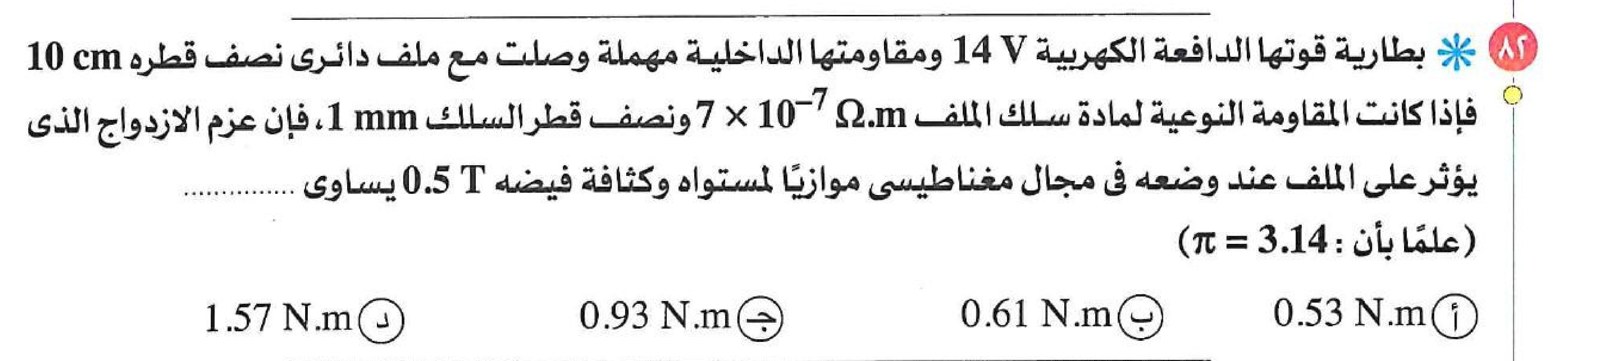 ٨٢ * بطارية قوتها الدافعة الكهربية 14 V ومقاومتها الداخلية مهملة وصلت مع ملف دائرى نصف قطره 10 cm
فإذا كانت المقاومة النوعية لمادة سلك الملف 7 × 10⁻⁷ Ω.m ونصف قطر السلك 1 mm، فإن عزم الازدواج الذى
يؤثر على الملف عند وضعه فى مجال مغناطيسى موازيًا لمستواه وكثافة فيضه 0.5 T يساوى ...............
(علمًا بأن : π = 3.14)
أ 0.53 N.m ب 0.61 N.m ج 0.93 N.m د 1.57 N.m